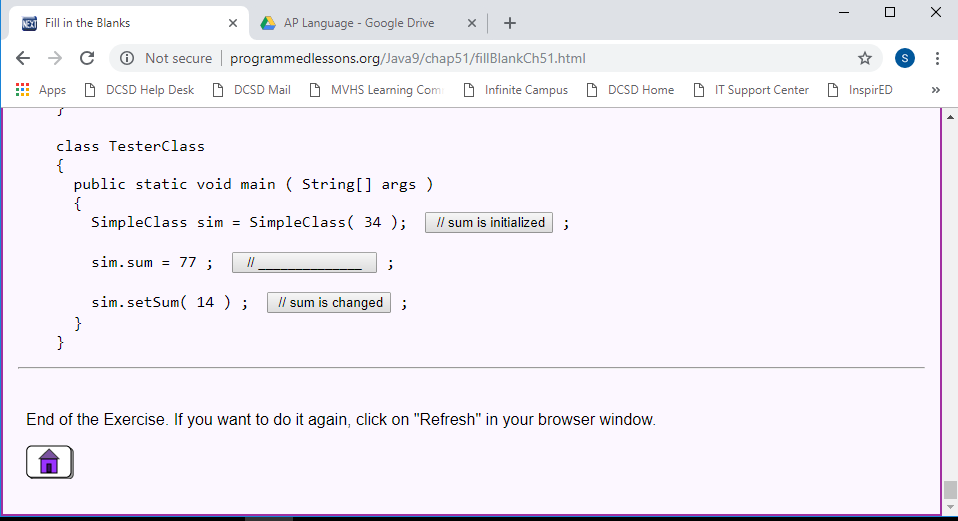 NEXT Fill in the Blanks × AP Language - Google Drive × +
Not secure | programmedlessons.org/Java9/chap51/fillBlankCh51.html S
Apps DCSD Help Desk DCSD Mail MVHS Learning Com Infinite Campus DCSD Home IT Support Center InspirED »
}
class TesterClass
{
public static void main ( String[] args )
{
SimpleClass sim = SimpleClass( 34 ); // sum is initialized ;
sim.sum = 77 ; // ______________ ;
sim.setSum( 14 ) ; // sum is changed ;
}
}
End of the Exercise. If you want to do it again, click on "Refresh" in your browser window.